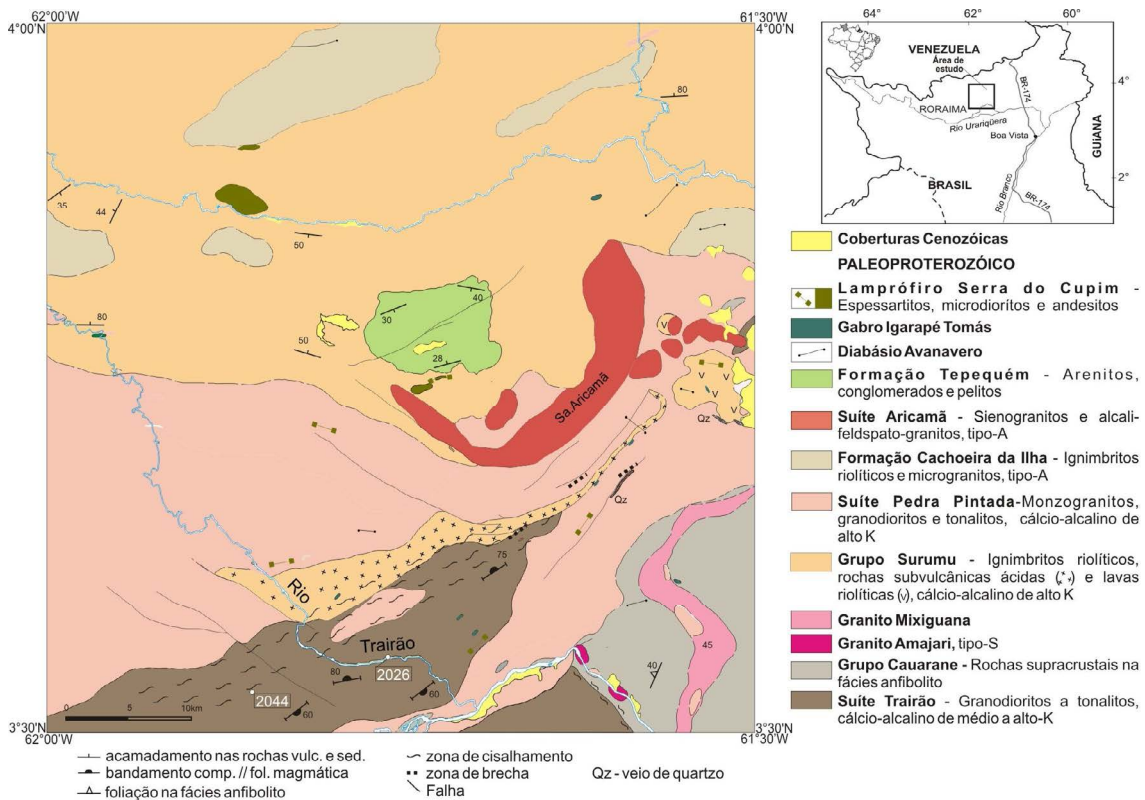 62°00'W
4°00'N
61°30'W
4°00'N
80
35
44
50
40
30
80
50
28
V
V
V
V
V
V
Qz
Sa.Aricamã
Qz
75
Rio
Trairão
2026
2044
80
60
60
45
40
0 5 10km
3°30'N
62°00'W
3°30'N
61°30'W
64°
62°
60°
VENEZUELA
Área de
estudo
RORAIMA
BR-174
4°
Rio Urariqüera
Boa Vista
GUIANA
BRASIL
Rio Branco
BR-174
2°
Coberturas Cenozóicas
PALEOPROTEROZÓICO
Lamprófiro Serra do Cupim -
Espessartitos, microdiorítos e andesitos
Gabro Igarapé Tomás
Diabásio Avanavero
Formação Tepequém - Arenitos,
conglomerados e pelitos
Suíte Aricamã - Sienogranitos e alcali-
feldspato-granitos, tipo-A
Formação Cachoeira da Ilha - Ignimbritos
riolíticos e microgranitos, tipo-A
Suíte Pedra Pintada-Monzogranitos,
granodioritos e tonalitos, cálcio-alcalino de
alto K
Grupo Surumu - Ignimbritos riolíticos,
rochas subvulcânicas ácidas ( ) e lavas
riolíticas (v), cálcio-alcalino de alto K
Granito Mixiguana
Granito Amajari, tipo-S
Grupo Cauarane - Rochas supracrustais na
fácies anfibolito
Suíte Trairão - Granodioritos a tonalitos,
cálcio-alcalino de médio a alto-K
acamadamento nas rochas vulc. e sed.
bandamento comp. // fol. magmática
foliação na fácies anfibolito
zona de cisalhamento
zona de brecha
Falha
Qz - veio de quartzo